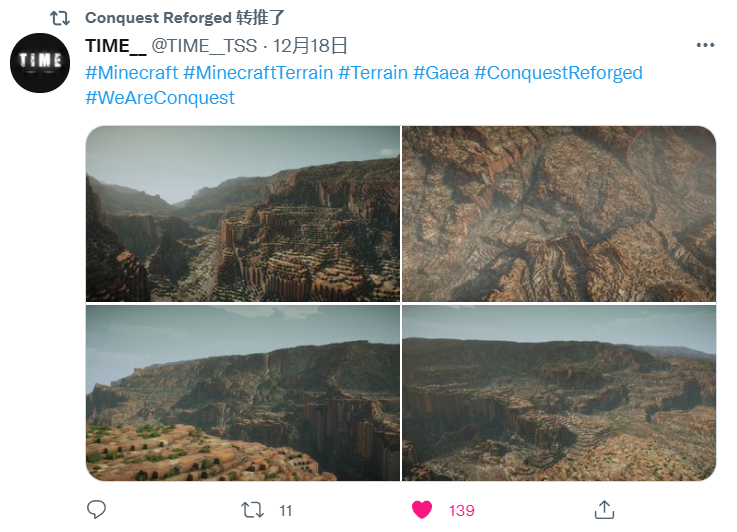 Conquest Reforged 转推了
TIME
TIME__ @TIME__TSS · 12月18日
#Minecraft #MinecraftTerrain #Terrain #Gaea #ConquestReforged
#WeAreConquest
11
139